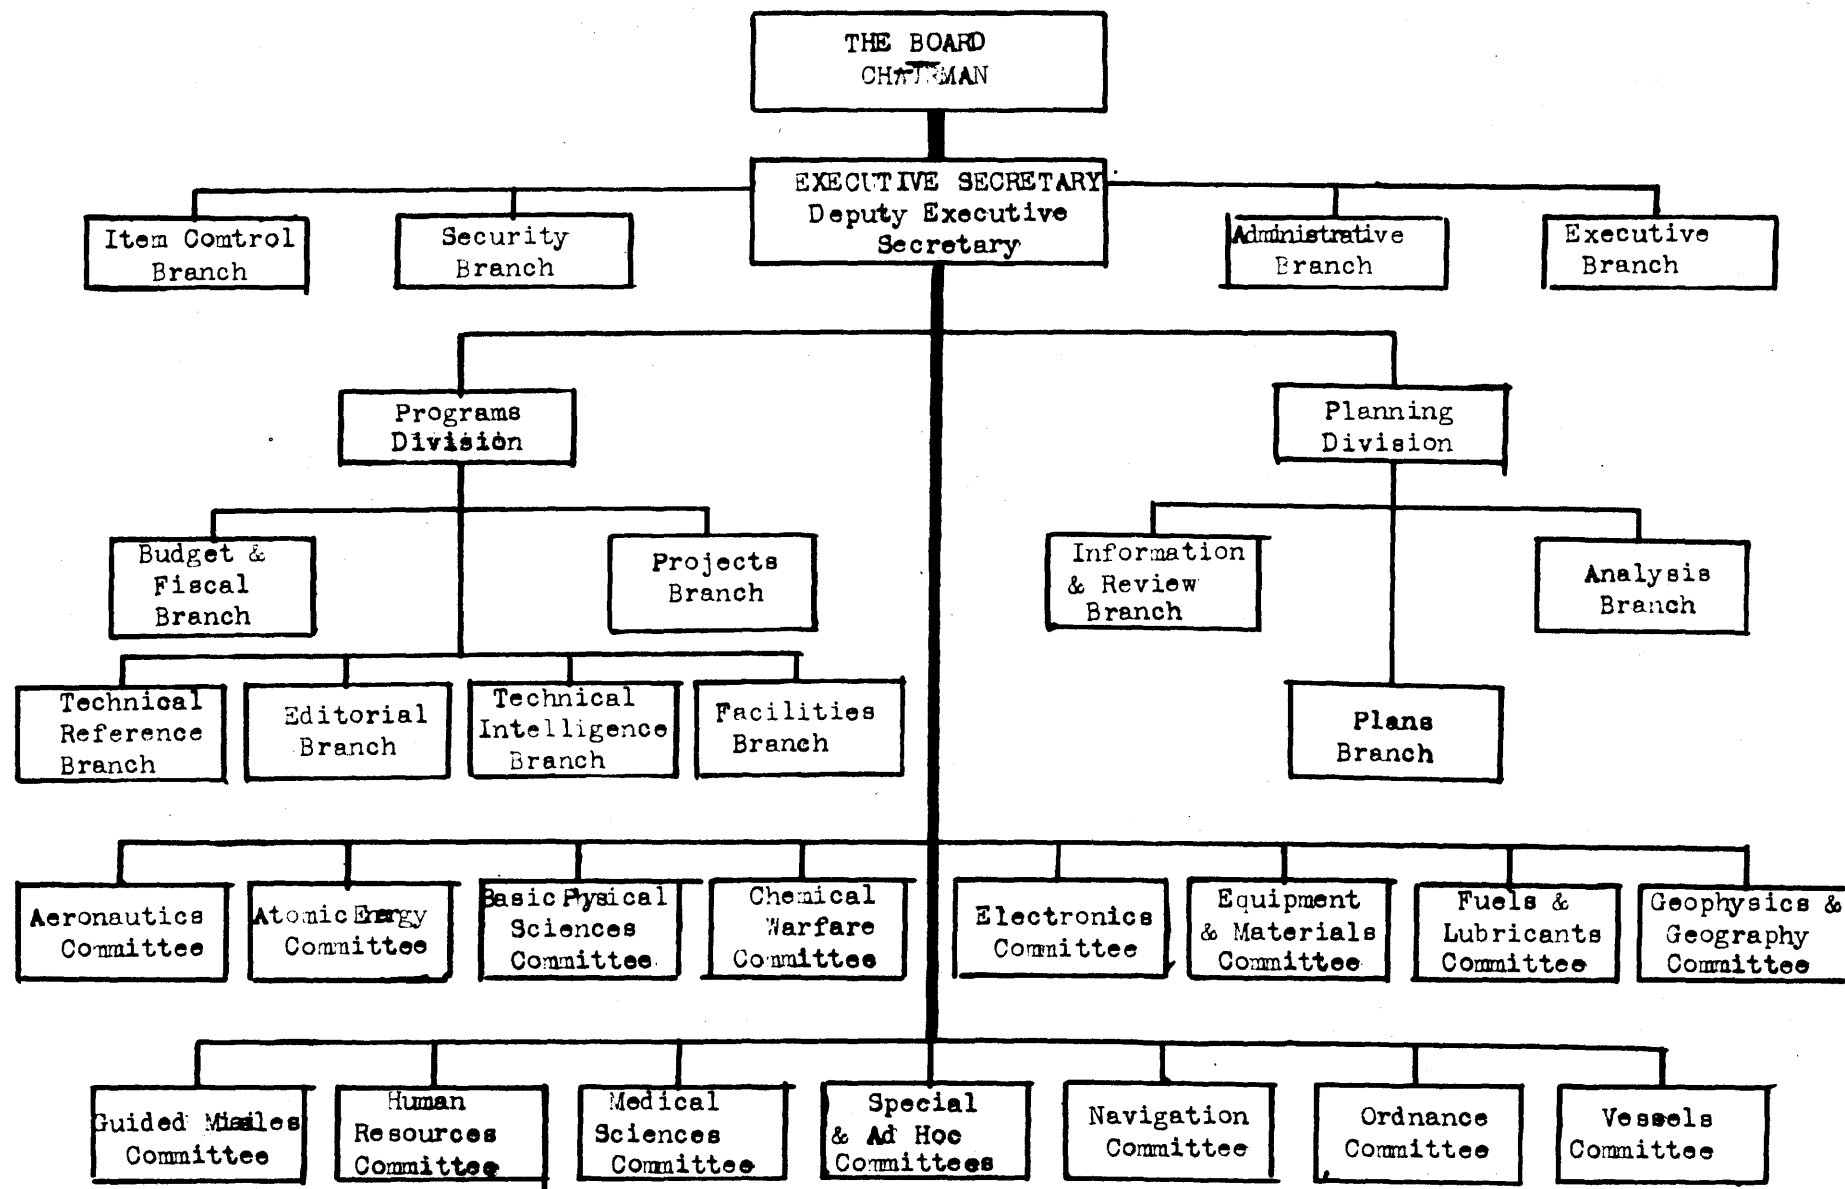 THE BOARD
CHAIRMAN
EXECUTIVE SECRETARY
Deputy Executive
Secretary
Item Comtrol
Branch
Security
Branch
Administrative
Branch
Executive
Branch
Programs
Division
Planning
Division
Budget &
Fiscal
Branch
Projects
Branch
Information
& Review
Branch
Analysis
Branch
Technical
Reference
Branch
Editorial
Branch
Technical
Intelligence
Branch
Facilities
Branch
Plans
Branch
Aeronautics
Committee
Atomic Energy
Committee
Basic Physical
Sciences
Committee
Chemical
Warfare
Committee
Electronics
Committee
Equipment
& Materials
Committee
Fuels &
Lubricants
Committee
Geophysics &
Geography
Committee
Guided Missiles
Committee
Human
Resources
Committee
Medical
Sciences
Committee
Special
& Ad Hoc
Committees
Navigation
Committee
Ordnance
Committee
Vessels
Committee